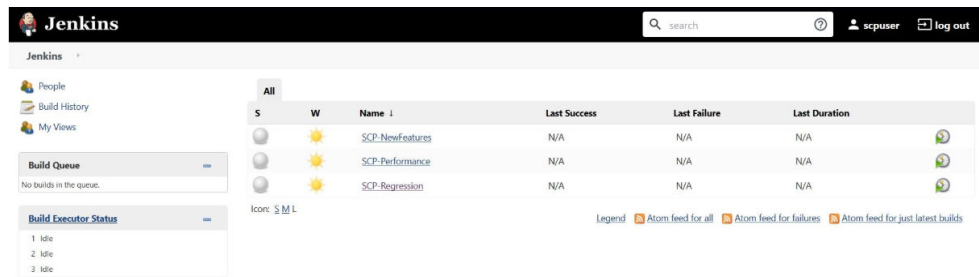 Jenkins
search
scpuser
log out
Jenkins
People
Build History
My Views
Build Queue
No builds in the queue.
Build Executor Status
1 Idle
2 Idle
3 Idle
All
S W Name ↓ Last Success Last Failure Last Duration
SCP-NewFeatures N/A N/A N/A
SCP-Performance N/A N/A N/A
SCP-Regression N/A N/A N/A
Icon: S M L
Legend Atom feed for all Atom feed for failures Atom feed for just latest builds